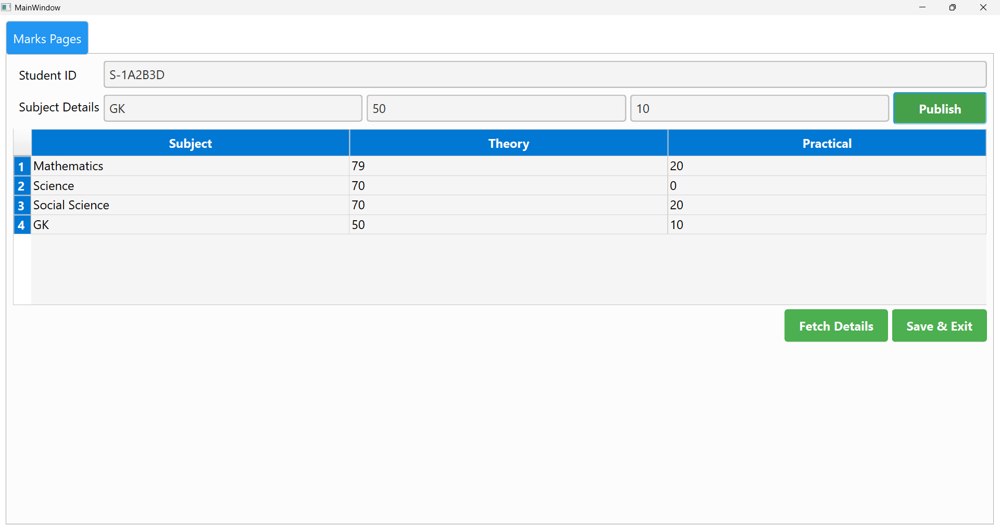 MainWindow
Marks Pages
Student ID S-1A2B3D
Subject Details GK 50 10 Publish
Subject Theory Practical
1 Mathematics 79 20
2 Science 70 0
3 Social Science 70 20
4 GK 50 10
Fetch Details Save & Exit